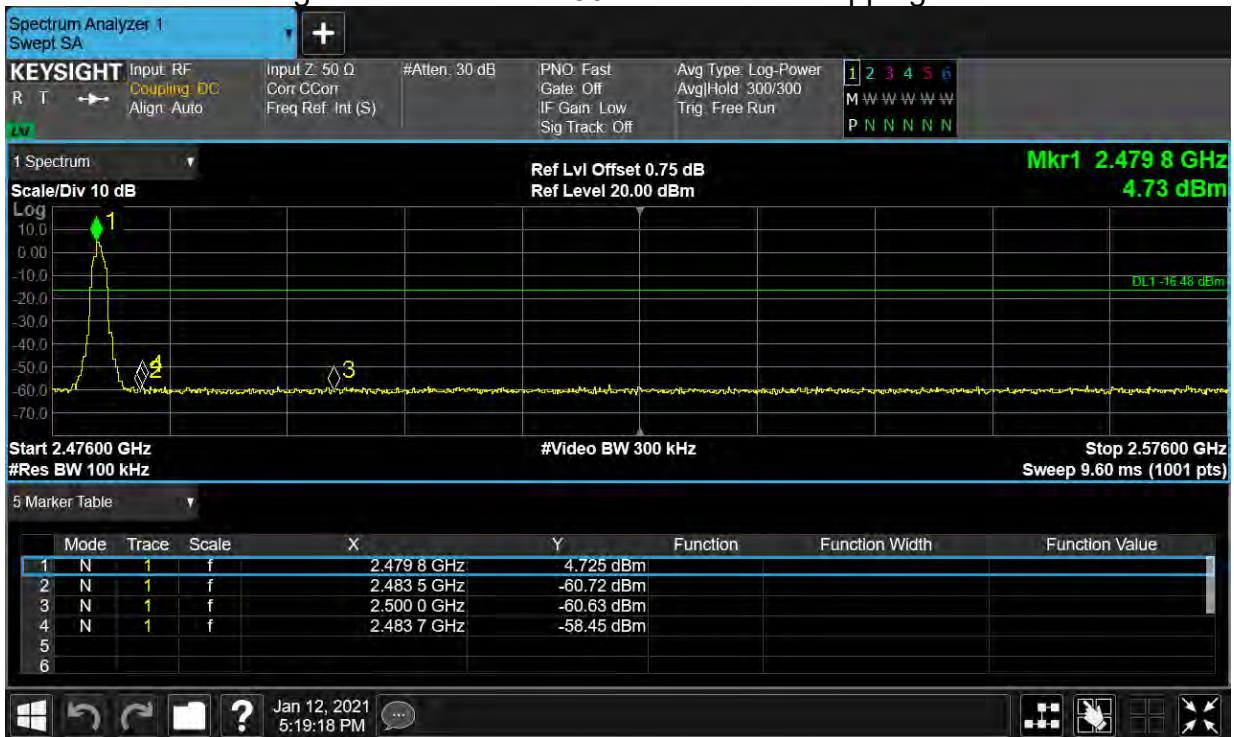 Spectrum Analyzer 1
Swept SA
+
KEYSIGHT Input: RF Input Z: 50 Ω #Atten: 30 dB PNO: Fast Avg Type: Log-Power 1 2 3 4 5 6
R T Coupling: DC Corr CCorr Gate: Off Avg|Hold: 300/300 M W W W W W W
Align: Auto Freq Ref: Int (S) IF Gain: Low Trig: Free Run
LXI Sig Track: Off P N N N N N N
1 Spectrum Ref Lvl Offset 0.75 dB Mkr1 2.479 8 GHz
Scale/Div 10 dB Ref Level 20.00 dBm 4.73 dBm
Log
1
10.0
0.00
-10.0
DL1 -16.48 dBm
-20.0
-30.0
-40.0
-50.0
4
2
3
-60.0
-70.0
Start 2.47600 GHz #Video BW 300 kHz Stop 2.57600 GHz
#Res BW 100 kHz Sweep 9.60 ms (1001 pts)
5 Marker Table
Mode Trace Scale X Y Function Function Width Function Value
1 N 1 f 2.479 8 GHz 4.725 dBm
2 N 1 f 2.483 5 GHz -60.72 dBm
3 N 1 f 2.500 0 GHz -60.63 dBm
4 N 1 f 2.483 7 GHz -58.45 dBm
5
6
? Jan 12, 2021
5:19:18 PM